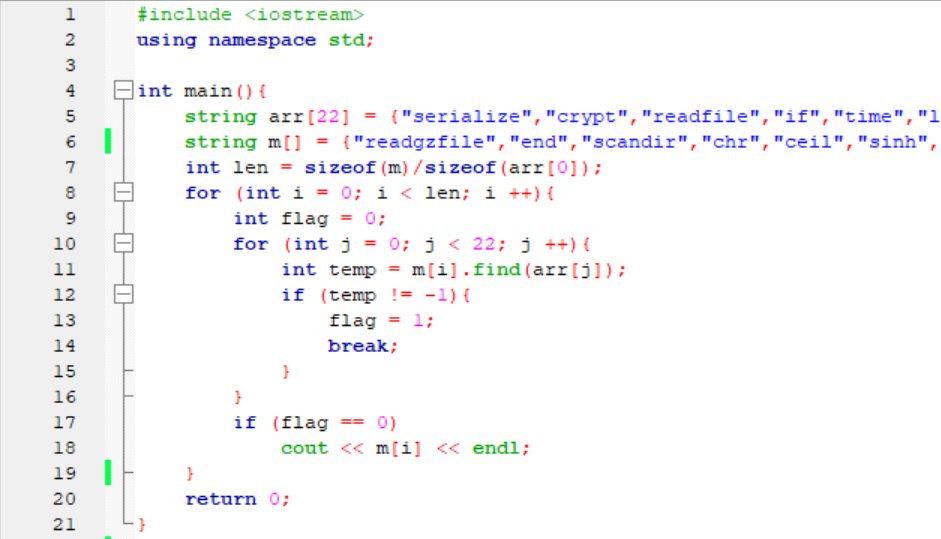 1 #include <iostream>
2 using namespace std;
3
4 int main(){
5 string arr[22] = {"serialize","crypt","readfile","if","time","l
6 string m[] = {"readgzfile","end","scandir","chr","ceil","sinh",
7 int len = sizeof(m)/sizeof(arr[0]);
8 for (int i = 0; i < len; i ++){
9 int flag = 0;
10 for (int j = 0; j < 22; j ++){
11 int temp = m[i].find(arr[j]);
12 if (temp != -1){
13 flag = 1;
14 break;
15 }
16 }
17 if (flag == 0)
18 cout << m[i] << endl;
19 }
20 return 0;
21 }